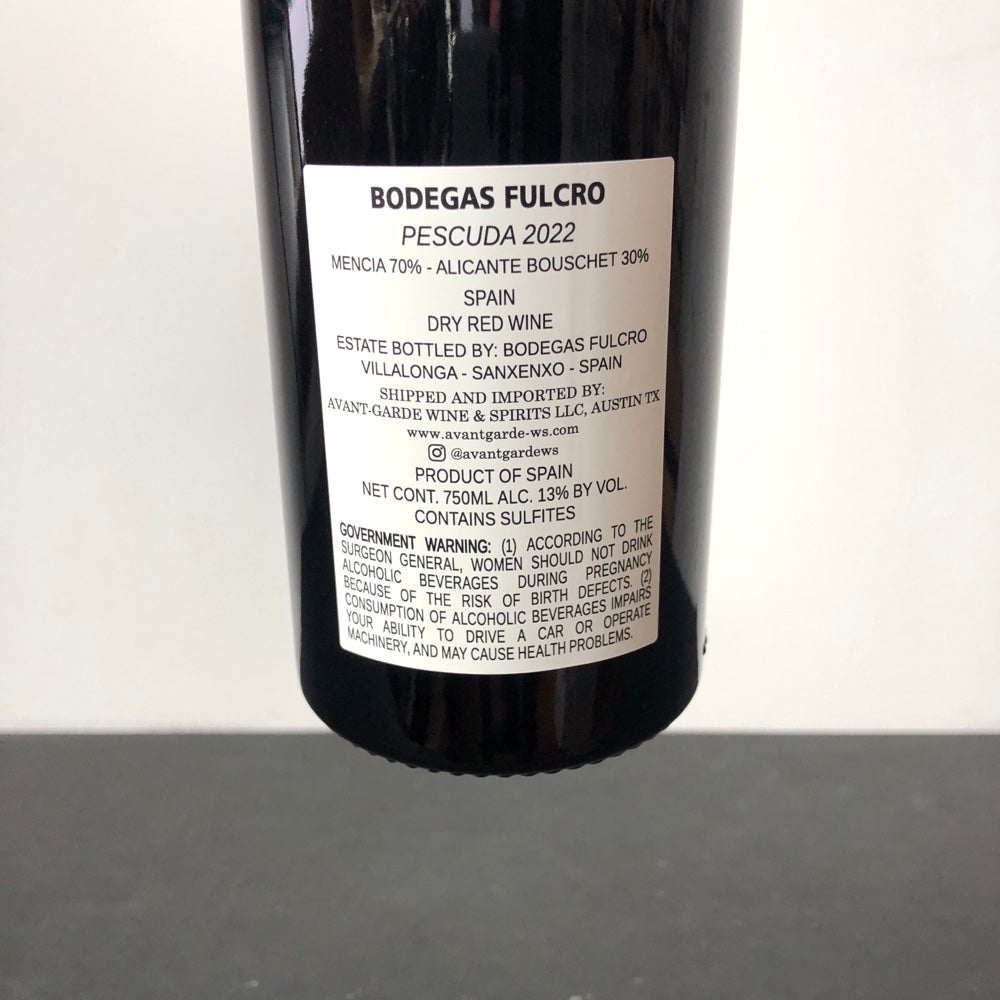 BODEGAS FULCRO
PESCUDA 2022
MENCIA 70% - ALICANTE BOUSCHET 30%
SPAIN
DRY RED WINE
ESTATE BOTTLED BY: BODEGAS FULCRO
VILLALONGA - SANXENXO - SPAIN
SHIPPED AND IMPORTED BY:
AVANT-GARDE WINE & SPIRITS LLC, AUSTIN TX
www.avantgarde-ws.com
@avantgardews
PRODUCT OF SPAIN
NET CONT. 750ML ALC. 13% BY VOL.
CONTAINS SULFITES
GOVERNMENT WARNING: (1) ACCORDING TO THE
SURGEON GENERAL, WOMEN SHOULD NOT DRINK
ALCOHOLIC BEVERAGES DURING PREGNANCY
BECAUSE OF THE RISK OF BIRTH DEFECTS. (2)
CONSUMPTION OF ALCOHOLIC BEVERAGES IMPAIRS
YOUR ABILITY TO DRIVE A CAR OR OPERATE
MACHINERY, AND MAY CAUSE HEALTH PROBLEMS.